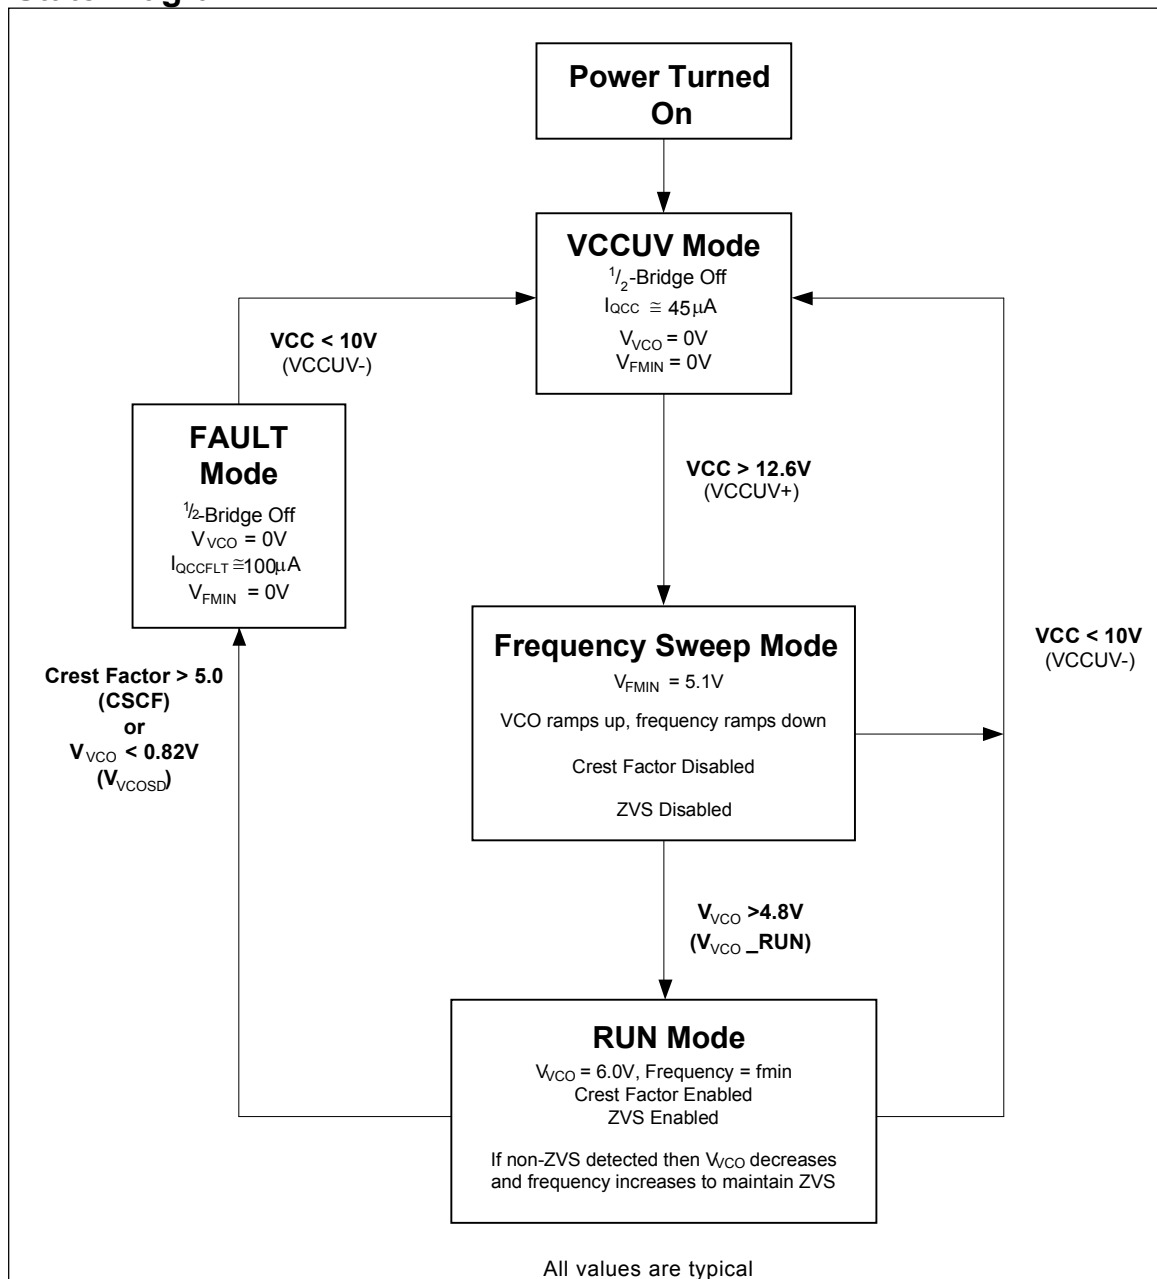 Power Turned
On
VCCUV Mode
1/2-Bridge Off
IQCC ≅ 45µA
VVCO = 0V
VFMIN = 0V
VCC < 10V
(VCCUV-)
FAULT
Mode
1/2-Bridge Off
VVCO = 0V
IQCCFLT ≅100µA
VFMIN = 0V
VCC > 12.6V
(VCCUV+)
Frequency Sweep Mode
VFMIN = 5.1V
VCO ramps up, frequency ramps down
Crest Factor Disabled
ZVS Disabled
VCC < 10V
(VCCUV-)
Crest Factor > 5.0
(CSCF)
or
VVCO < 0.82V
(VVCOSD)
VVCO >4.8V
(VVCO_RUN)
RUN Mode
VVCO = 6.0V, Frequency = fmin
Crest Factor Enabled
ZVS Enabled
If non-ZVS detected then VVCO decreases
and frequency increases to maintain ZVS
All values are typical